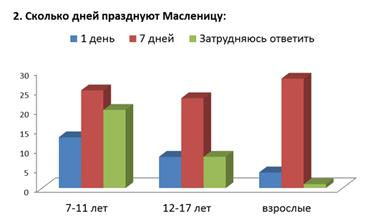 2. Сколько дней празднуют Масленицу:
1 день 7 дней Затрудняюсь ответить
30
25
20
15
10
5
0
7-11 лет 12-17 лет взрослые